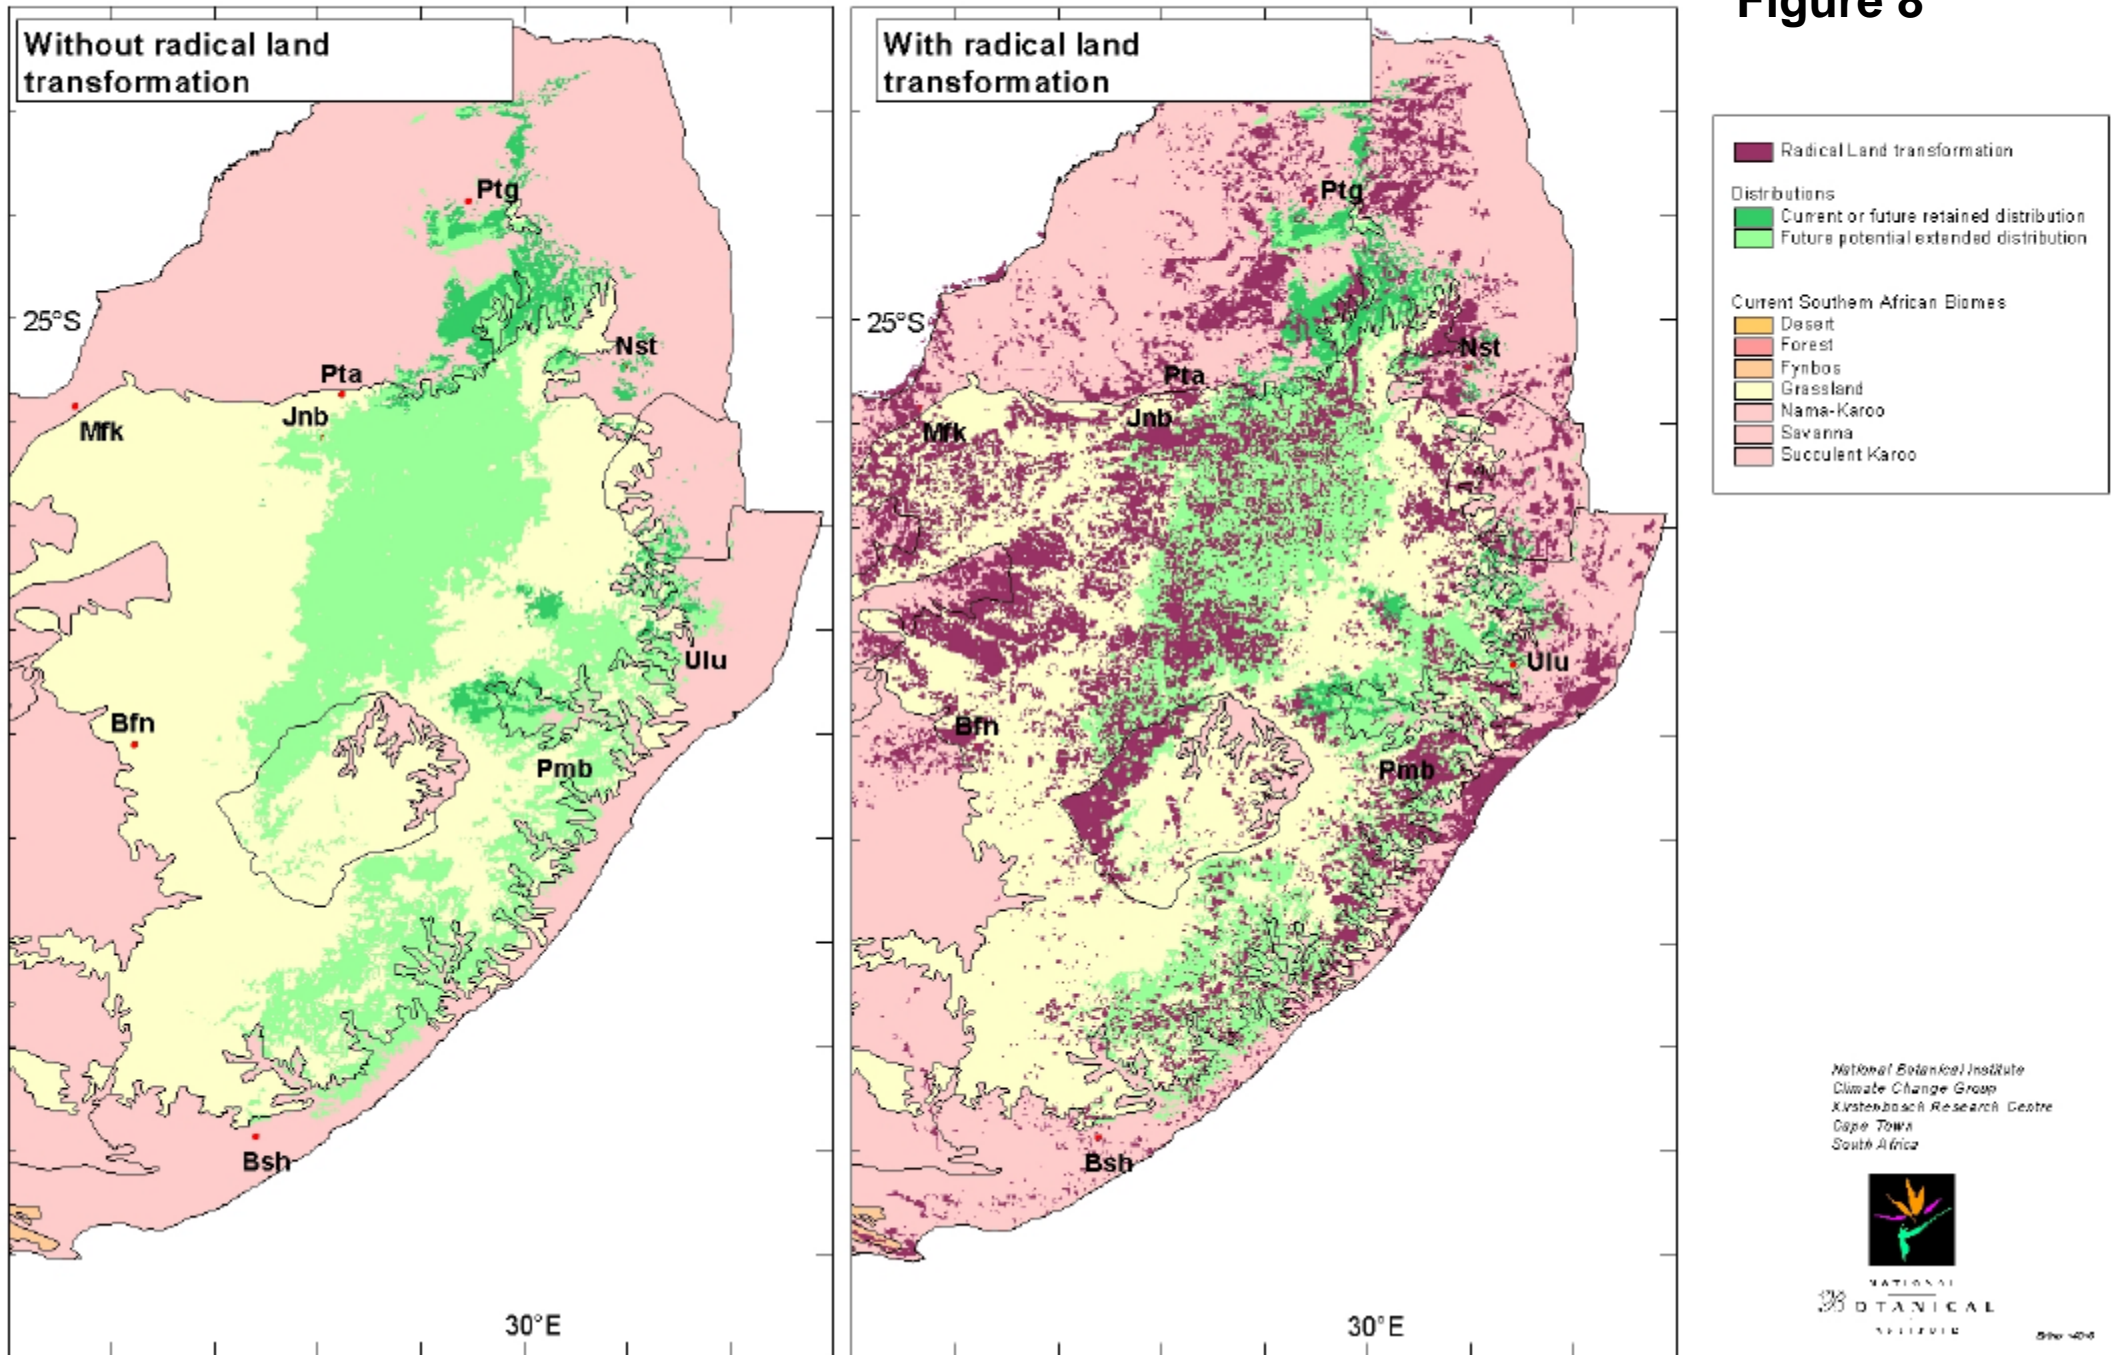 Figure 8
Without radical land
transformation
Ptg
25°S
Nst
Pta
Jnb
Mfk
Ulu
Bfn
Pmb
Bsh
30°E
With radical land
transformation
Ptg
25°S
Nst
Pta
Jnb
Mfk
Ulu
Bfn
Pmb
Bsh
30°E
Radical Land transformation
Distributions
Current or future retained distribution
Future potential extended distribution
Current Southern African Biomes
Desert
Forest
Fynbos
Grassland
Nama-Karoo
Savanna
Succulent Karoo
National Botanical Institute
Climate Change Group
Kirstenbosch Research Centre
Cape Town
South Africa
NATIONAL
BOTANICAL
INSTITUTE